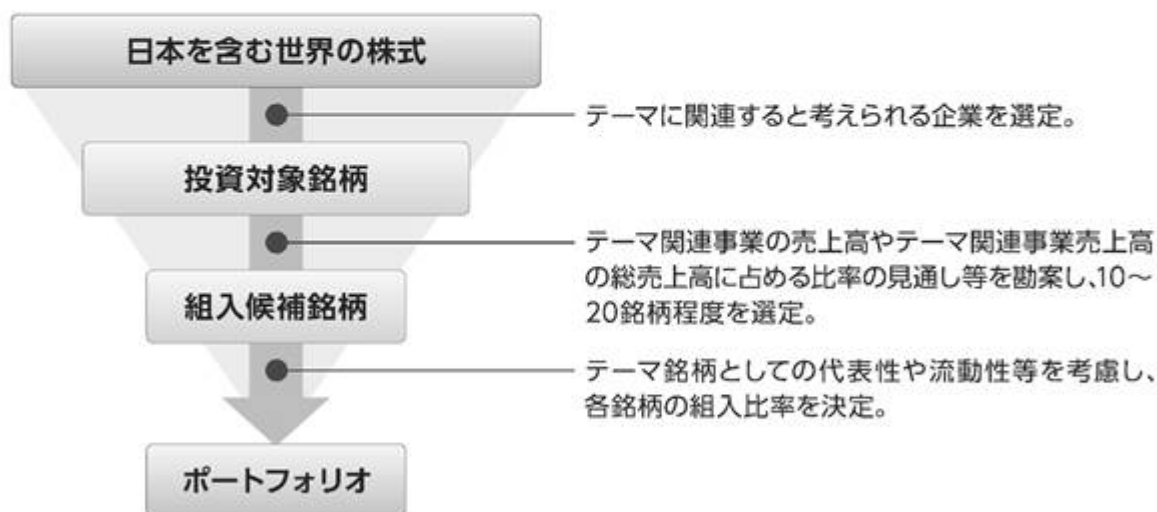 日本を含む世界の株式
テーマに関連すると考えられる企業を選定。
投資対象銘柄
テーマ関連事業の売上高やテーマ関連事業売上高
の総売上高に占める比率の見通し等を勘案し、10～
20銘柄程度を選定。
組入候補銘柄
テーマ銘柄としての代表性や流動性等を考慮し、
各銘柄の組入比率を決定。
ポートフォリオ